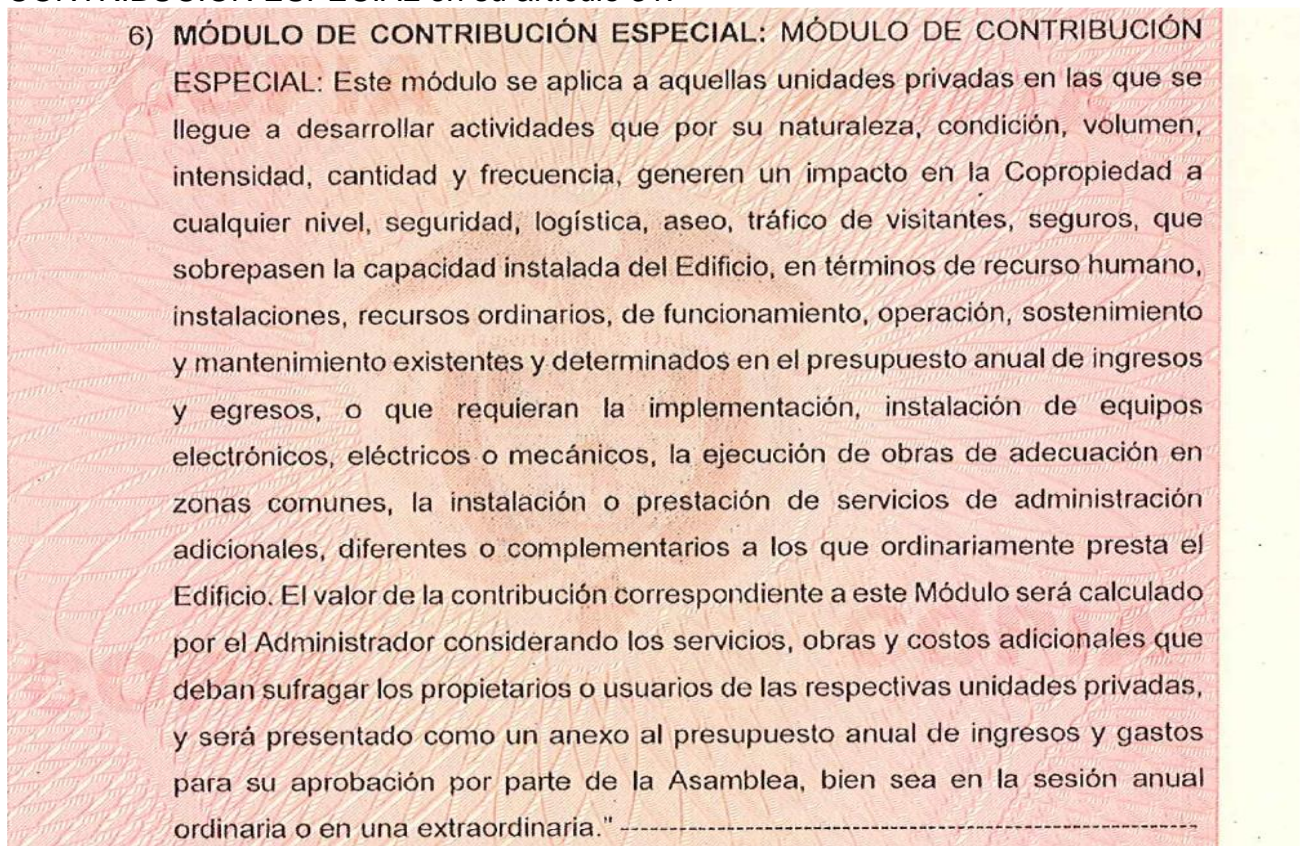 6) MÓDULO DE CONTRIBUCIÓN ESPECIAL: MÓDULO DE CONTRIBUCIÓN
ESPECIAL: Este módulo se aplica a aquellas unidades privadas en las que se
llegue a desarrollar actividades que por su naturaleza, condición, volumen,
intensidad, cantidad y frecuencia, generen un impacto en la Copropiedad a
cualquier nivel, seguridad, logística, aseo, tráfico de visitantes, seguros, que
sobrepasen la capacidad instalada del Edificio, en términos de recurso humano,
instalaciones, recursos ordinarios, de funcionamiento, operación, sostenimiento
y mantenimiento existentes y determinados en el presupuesto anual de ingresos
y egresos, o que requieran la implementación, instalación de equipos
electrónicos, eléctricos o mecánicos, la ejecución de obras de adecuación en
zonas comunes, la instalación o prestación de servicios de administración
adicionales, diferentes o complementarios a los que ordinariamente presta el
Edificio. El valor de la contribución correspondiente a este Módulo será calculado
por el Administrador considerando los servicios, obras y costos adicionales que
deban sufragar los propietarios o usuarios de las respectivas unidades privadas,
y será presentado como un anexo al presupuesto anual de ingresos y gastos
para su aprobación por parte de la Asamblea, bien sea en la sesión anual
ordinaria o en una extraordinaria." ----------------------------------------